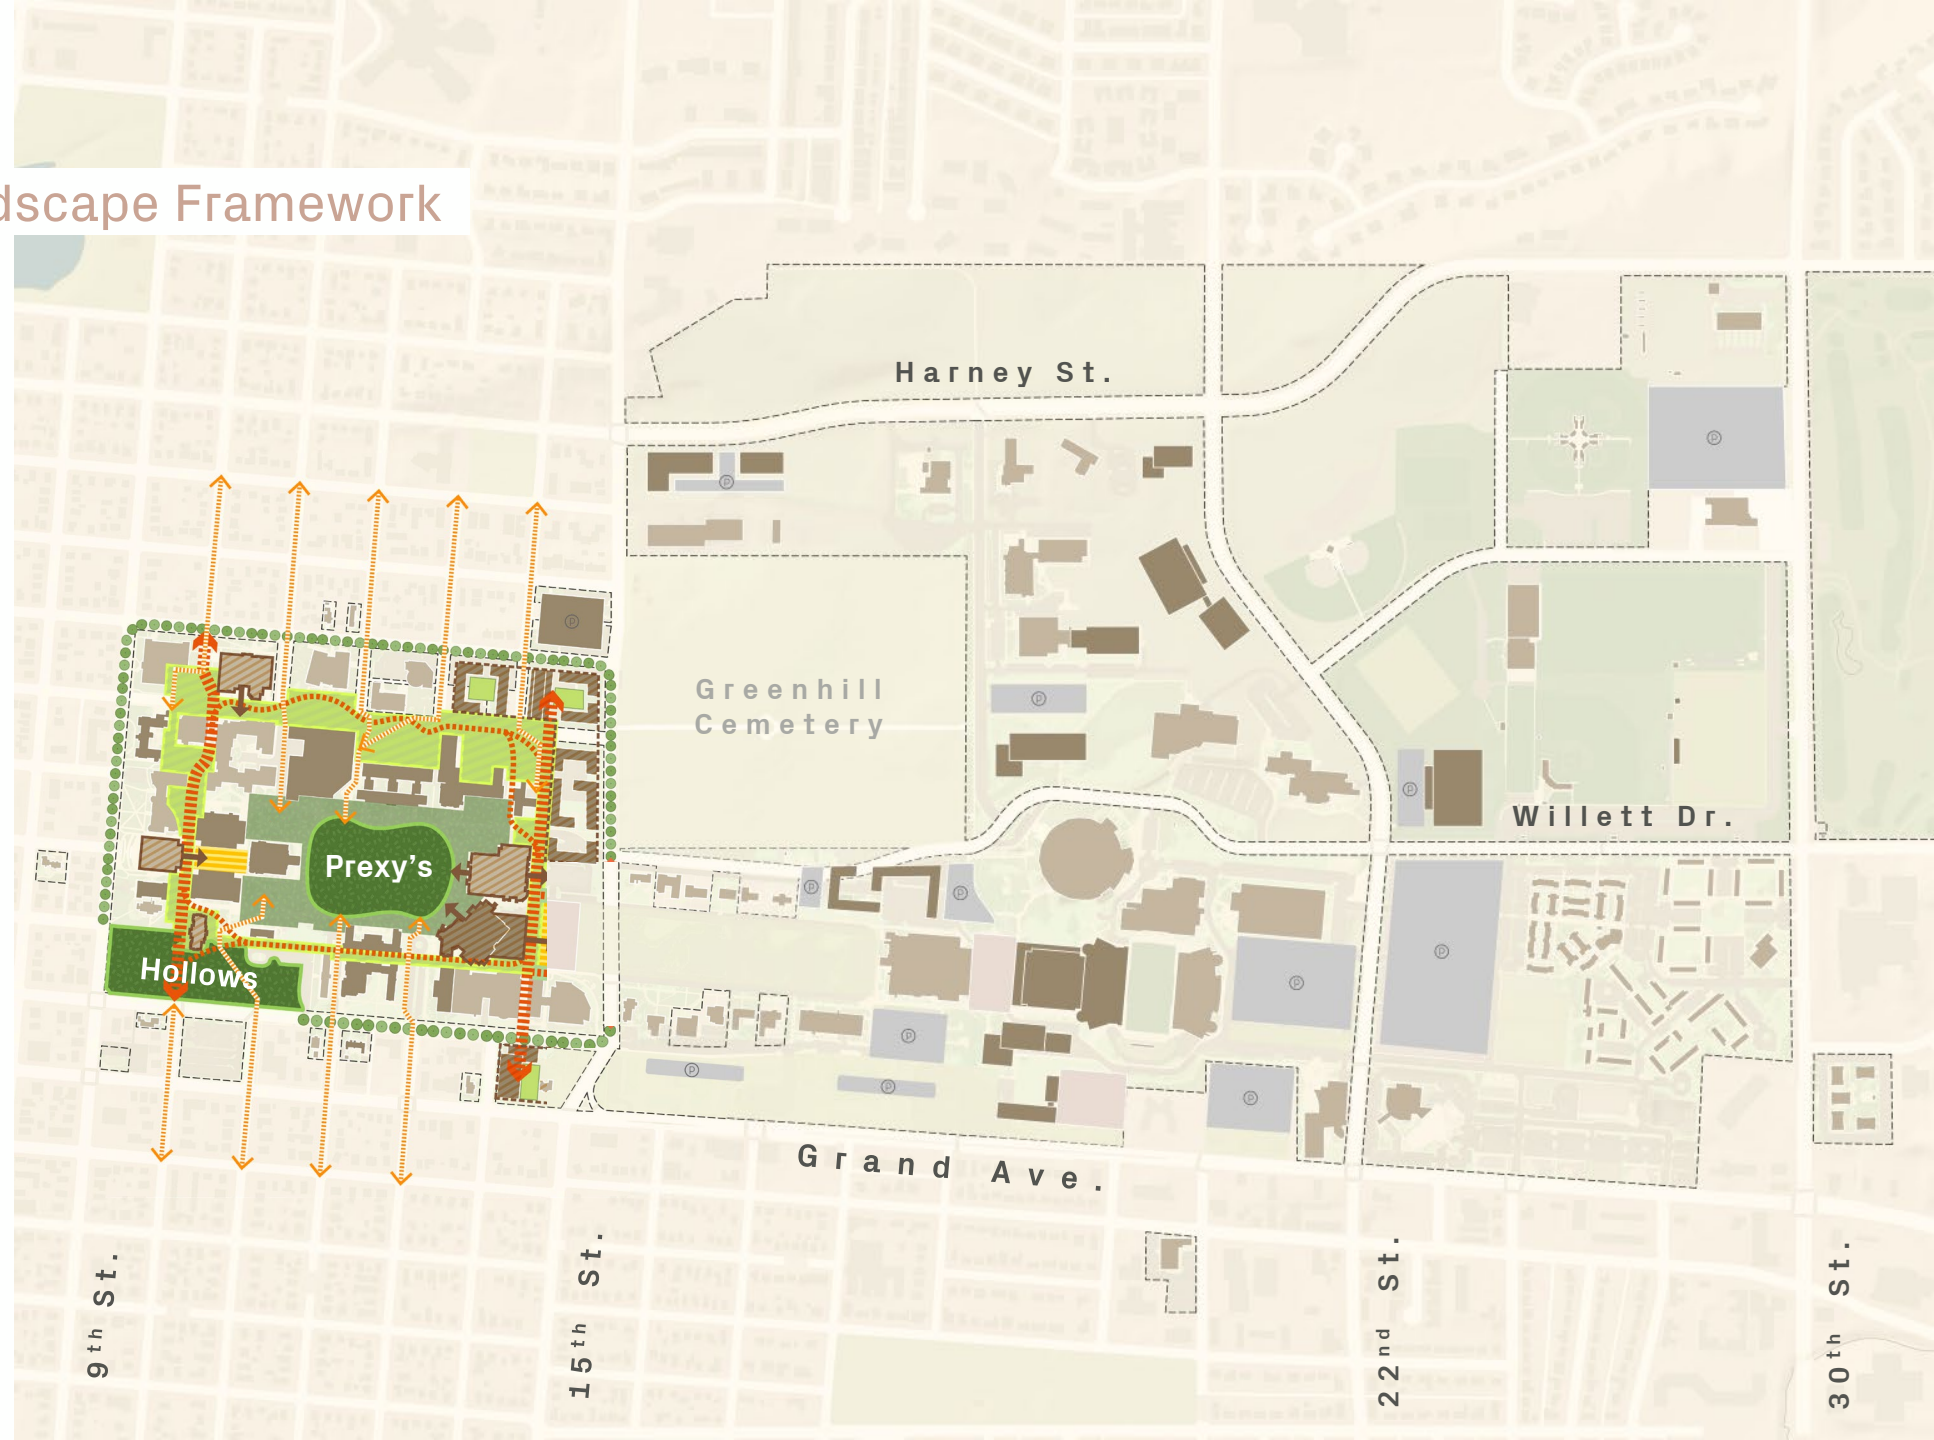 dscape Framework
Harney St.
P
P
P
Greenhill
Cemetery
P
P
Willett Dr.
Prexy's
P
P
P
P
Hollows
P
P
P
P
Grand Ave.
9th St.
15th St.
22nd St.
30th St.